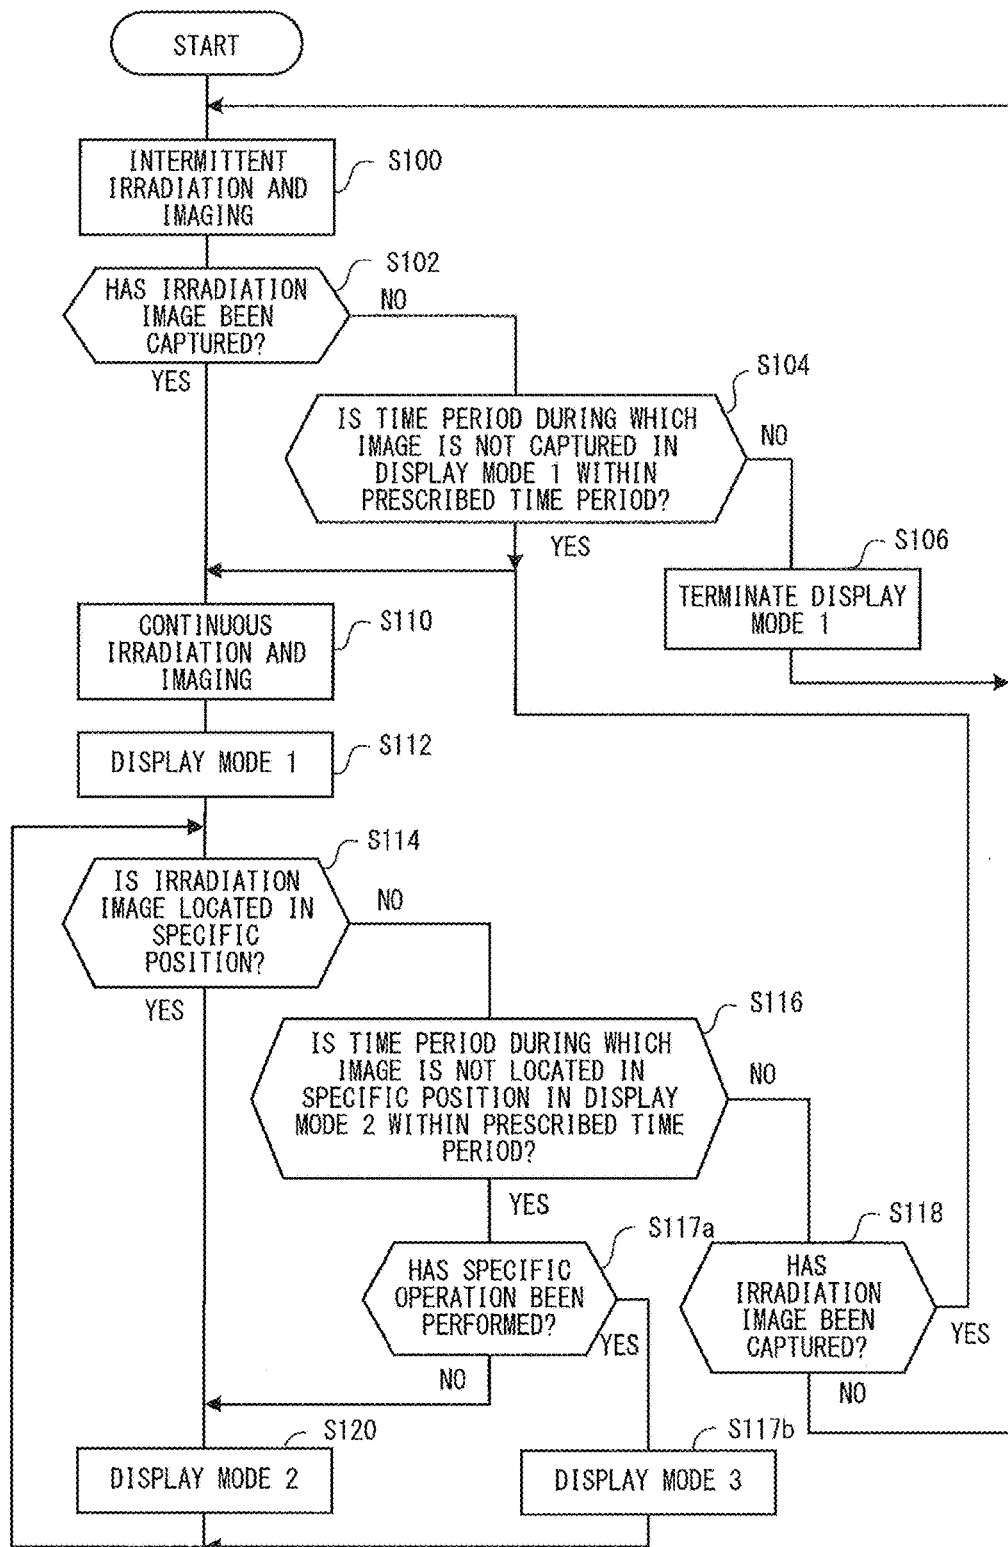 START
INTERMITTENT
IRRADIATION AND
IMAGING
S100
HAS IRRADIATION
IMAGE BEEN
CAPTURED?
S102
NO
YES
IS TIME PERIOD DURING WHICH
IMAGE IS NOT CAPTURED IN
DISPLAY MODE 1 WITHIN
PRESCRIBED TIME PERIOD?
S104
NO
YES
TERMINATE DISPLAY
MODE 1
S106
CONTINUOUS
IRRADIATION AND
IMAGING
S110
DISPLAY MODE 1
S112
IS IRRADIATION
IMAGE LOCATED IN
SPECIFIC
POSITION?
S114
NO
YES
IS TIME PERIOD DURING WHICH
IMAGE IS NOT LOCATED IN
SPECIFIC POSITION IN DISPLAY
MODE 2 WITHIN PRESCRIBED TIME
PERIOD?
S116
NO
YES
HAS SPECIFIC
OPERATION BEEN
PERFORMED?
S117a
YES
NO
HAS
IRRADIATION
IMAGE BEEN
CAPTURED?
S118
YES
NO
DISPLAY MODE 2
S120
DISPLAY MODE 3
S117b